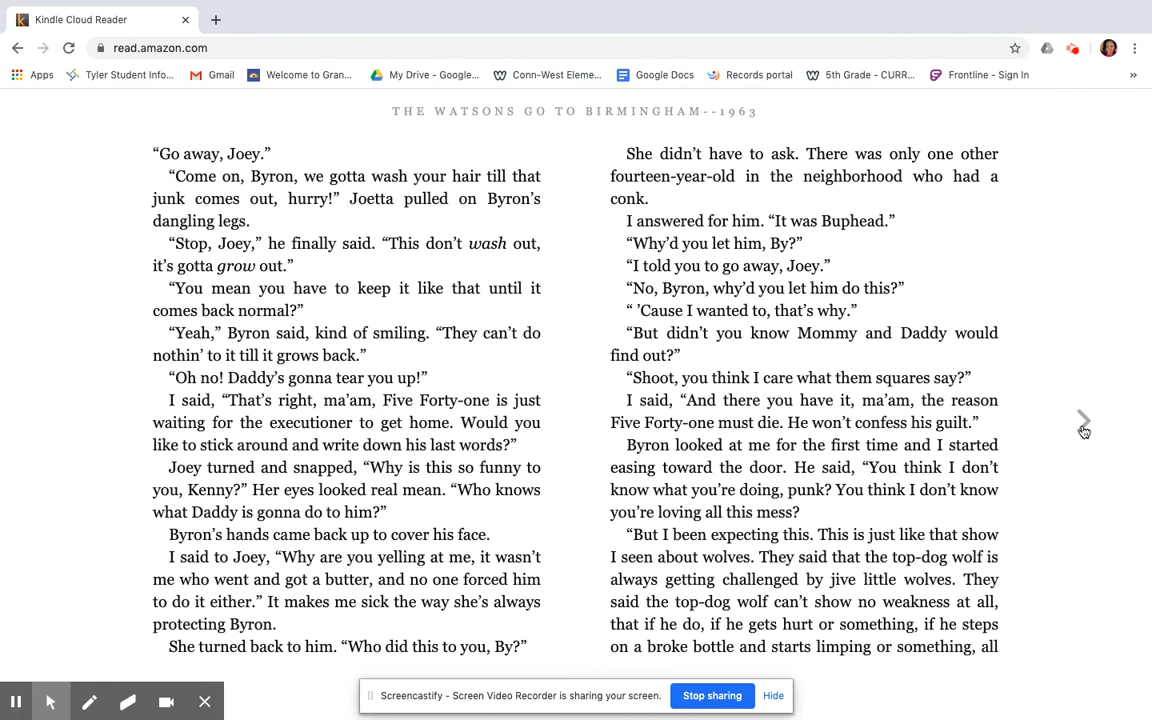 Kindle Cloud Reader
read.amazon.com
Apps
Tyler Student Info...
Gmail
Welcome to Gran...
My Drive - Google...
Conn-West Eleme...
Google Docs
Records portal
5th Grade - CURR...
Frontline - Sign In
»
THE WATSONS GO TO BIRMINGHAM--1963
“Go away, Joey.”
“Come on, Byron, we gotta wash your hair till that
junk comes out, hurry!” Joetta pulled on Byron’s
dangling legs.
“Stop, Joey,” he finally said. “This don’t wash out,
it’s gotta grow out.”
“You mean you have to keep it like that until it
comes back normal?”
“Yeah,” Byron said, kind of smiling. “They can’t do
nothin’ to it till it grows back.”
“Oh no! Daddy’s gonna tear you up!”
I said, “That’s right, ma’am, Five Forty-one is just
waiting for the executioner to get home. Would you
like to stick around and write down his last words?”
Joey turned and snapped, “Why is this so funny to
you, Kenny?” Her eyes looked real mean. “Who knows
what Daddy is gonna do to him?”
Byron’s hands came back up to cover his face.
I said to Joey, “Why are you yelling at me, it wasn’t
me who went and got a butter, and no one forced him
to do it either.” It makes me sick the way she’s always
protecting Byron.
She turned back to him. “Who did this to you, By?”
She didn’t have to ask. There was only one other
fourteen-year-old in the neighborhood who had a
conk.
I answered for him. “It was Buphead.”
“Why’d you let him, By?”
“I told you to go away, Joey.”
“No, Byron, why’d you let him do this?”
“ ’Cause I wanted to, that’s why.”
“But didn’t you know Mommy and Daddy would
find out?”
“Shoot, you think I care what them squares say?”
I said, “And there you have it, ma’am, the reason
Five Forty-one must die. He won’t confess his guilt.”
Byron looked at me for the first time and I started
easing toward the door. He said, “You think I don’t
know what you’re doing, punk? You think I don’t know
you’re loving all this mess?
“But I been expecting this. This is just like that show
I seen about wolves. They said that the top-dog wolf is
always getting challenged by jive little wolves. They
said the top-dog wolf can’t show no weakness at all,
that if he do, if he gets hurt or something, if he steps
on a broke bottle and starts limping or something, all
Screencastify - Screen Video Recorder is sharing your screen.
Stop sharing
Hide